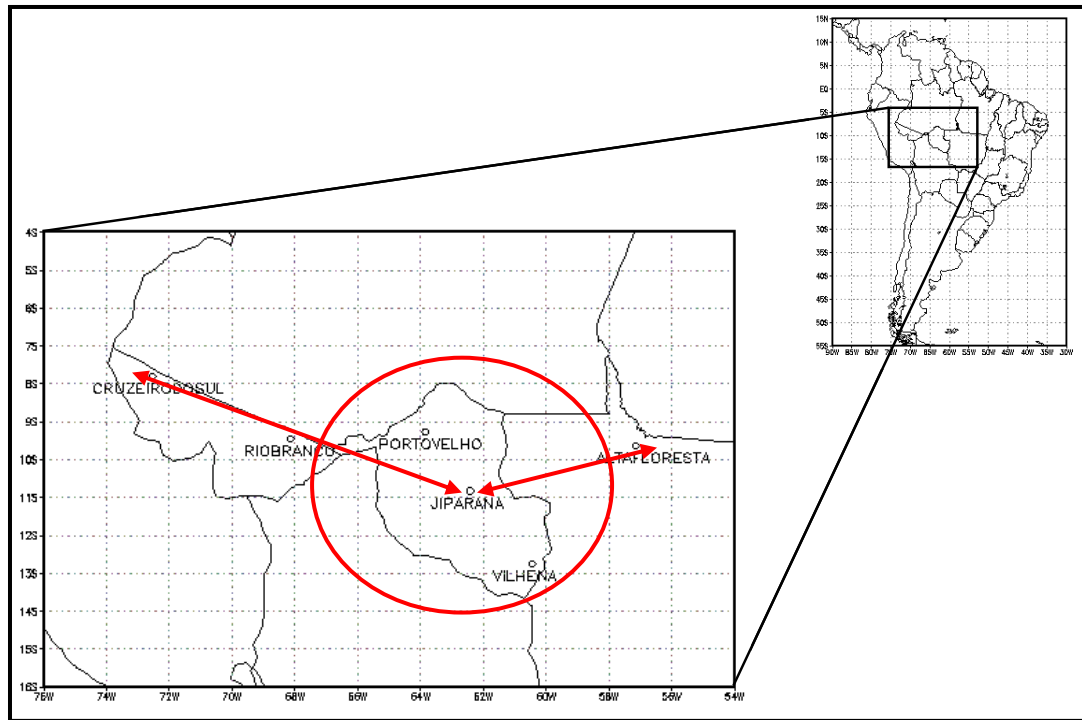 15N
10N
5N
EQ
5S
10S
15S
20S
25S
30S
35S
40S
45S
50S
55S
90W 85W 80W 75W 70W 65W 60W 55W 50W 45W 40W 35W 30W
4S
5S
6S
7S
8S
9S
10S
11S
12S
13S
14S
15S
16S
CRUZEIRODOSUL
RIOBRANCO
PORTOVELHO
ALTAFLORESTA
JIPARANA
VILHENA
76W 74W 72W 70W 68W 66W 64W 62W 60W 58W 56W 54W